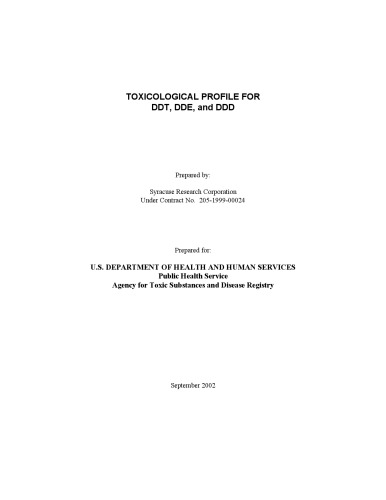 TOXICOLOGICAL PROFILE FOR
DDT, DDE, and DDD
Prepared by:
Syracuse Research Corporation
Under Contract No. 205-1999-00024
Prepared for:
U.S. DEPARTMENT OF HEALTH AND HUMAN SERVICES
Public Health Service
Agency for Toxic Substances and Disease Registry
September 2002